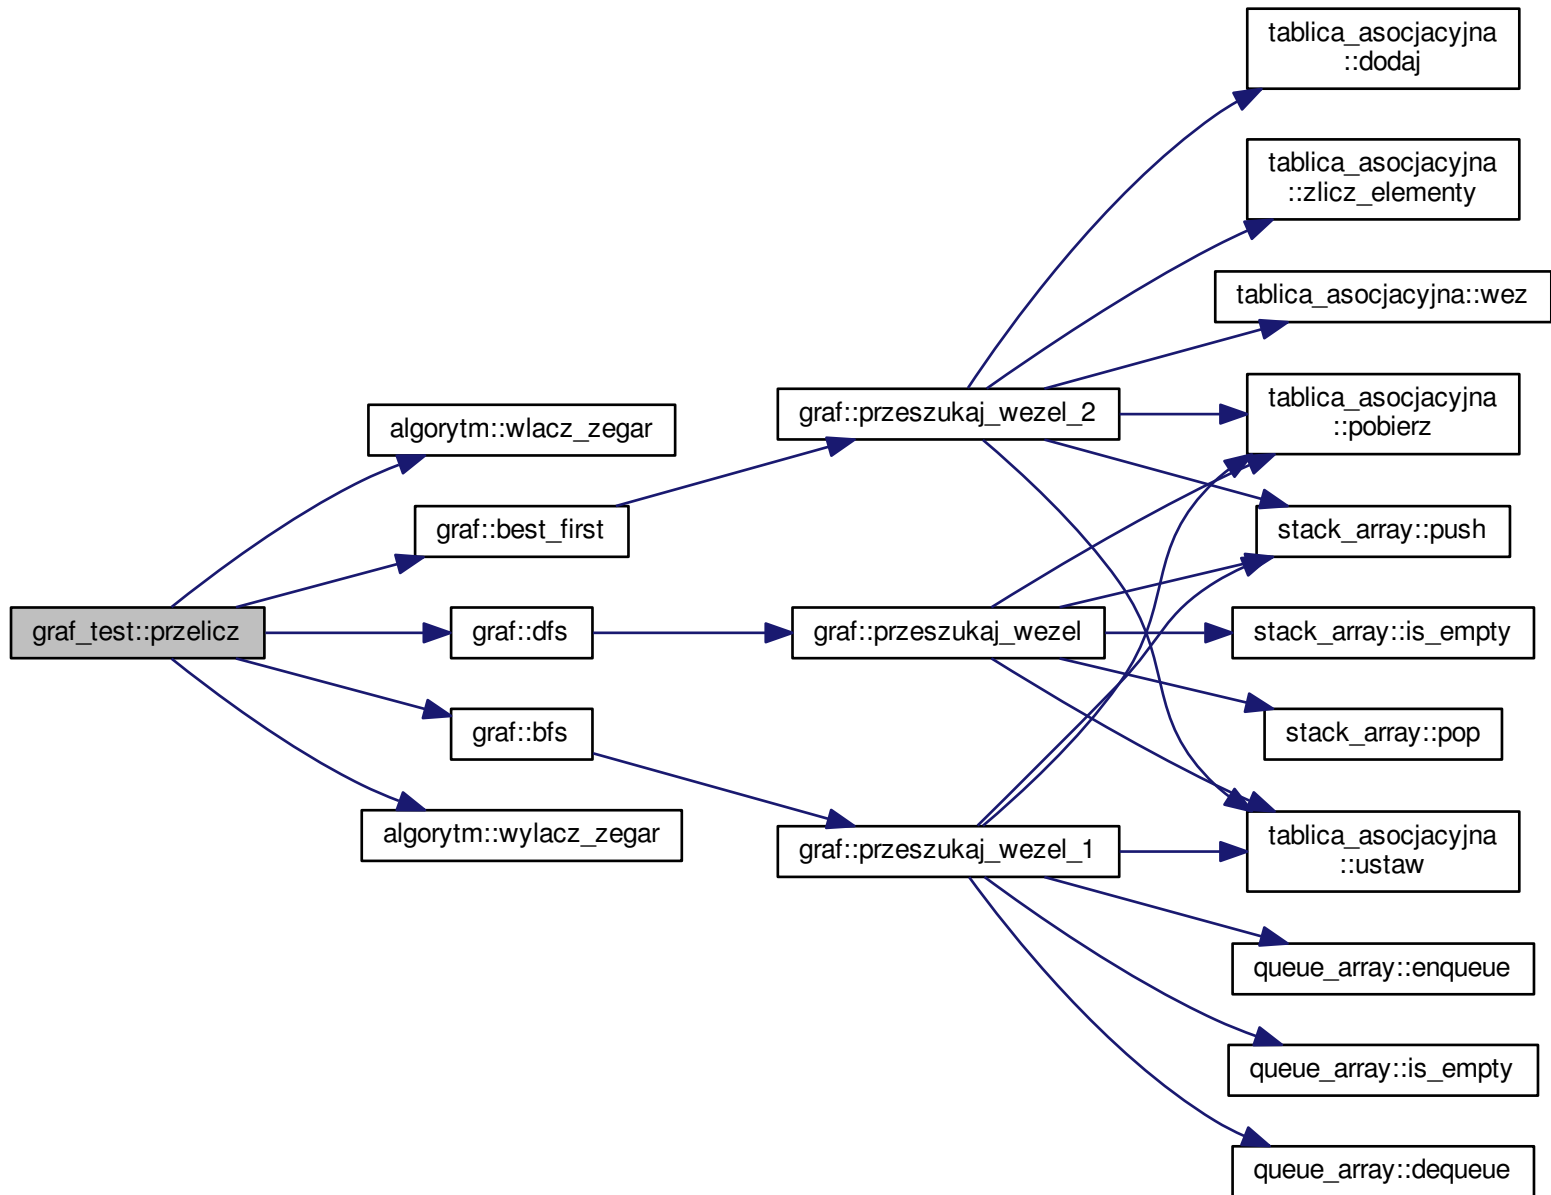 tablica_asocjacyjna
::dodaj
tablica_asocjacyjna
::zlicz_elementy
tablica_asocjacyjna::wez
graf::przeszukaj_wezel_2
tablica_asocjacyjna
::pobierz
algorytm::wlacz_zegar
graf::best_first
stack_array::push
graf_test::przelicz
graf::dfs
graf::przeszukaj_wezel
stack_array::is_empty
graf::bfs
stack_array::pop
algorytm::wylacz_zegar
graf::przeszukaj_wezel_1
tablica_asocjacyjna
::ustaw
queue_array::enqueue
queue_array::is_empty
queue_array::dequeue